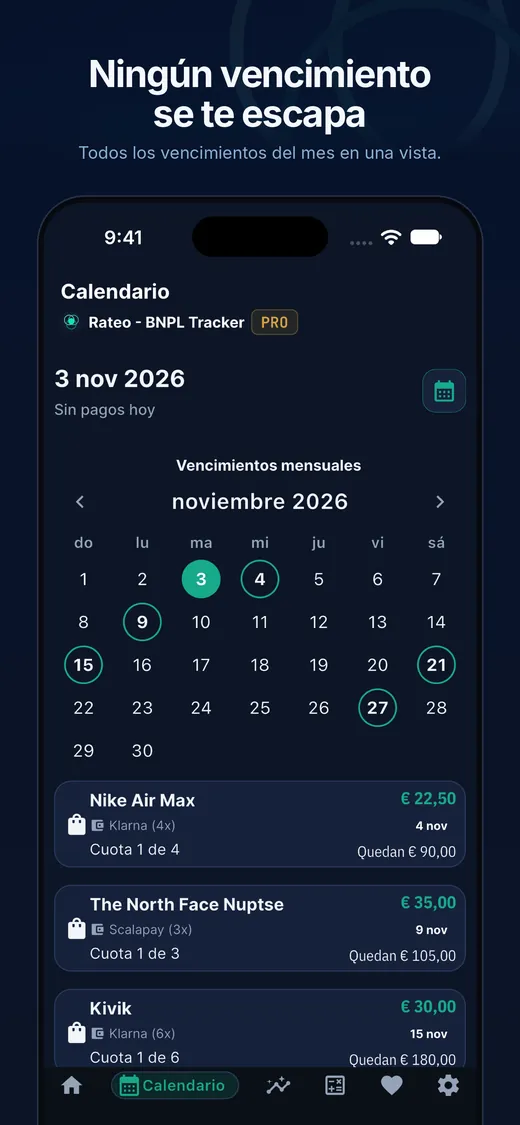 Ningún vencimiento
se te escapa
Todos los vencimientos del mes en una vista.
9:41
Calendario
Rateo - BNPL Tracker PRO
3 nov 2026
Sin pagos hoy
Vencimientos mensuales
noviembre 2026
do lu ma mi ju vi sá
1 2 3 4 5 6 7
8 9 10 11 12 13 14
15 16 17 18 19 20 21
22 23 24 25 26 27 28
29 30
Nike Air Max € 22,50
Klarna (4x) 4 nov
Cuota 1 de 4 Quedan € 90,00
The North Face Nuptse € 35,00
Scalapay (3x) 9 nov
Cuota 1 de 3 Quedan € 105,00
Kivik € 30,00
Klarna (6x) 15 nov
Cuota 1 de 6 Quedan € 180,00
Calendario